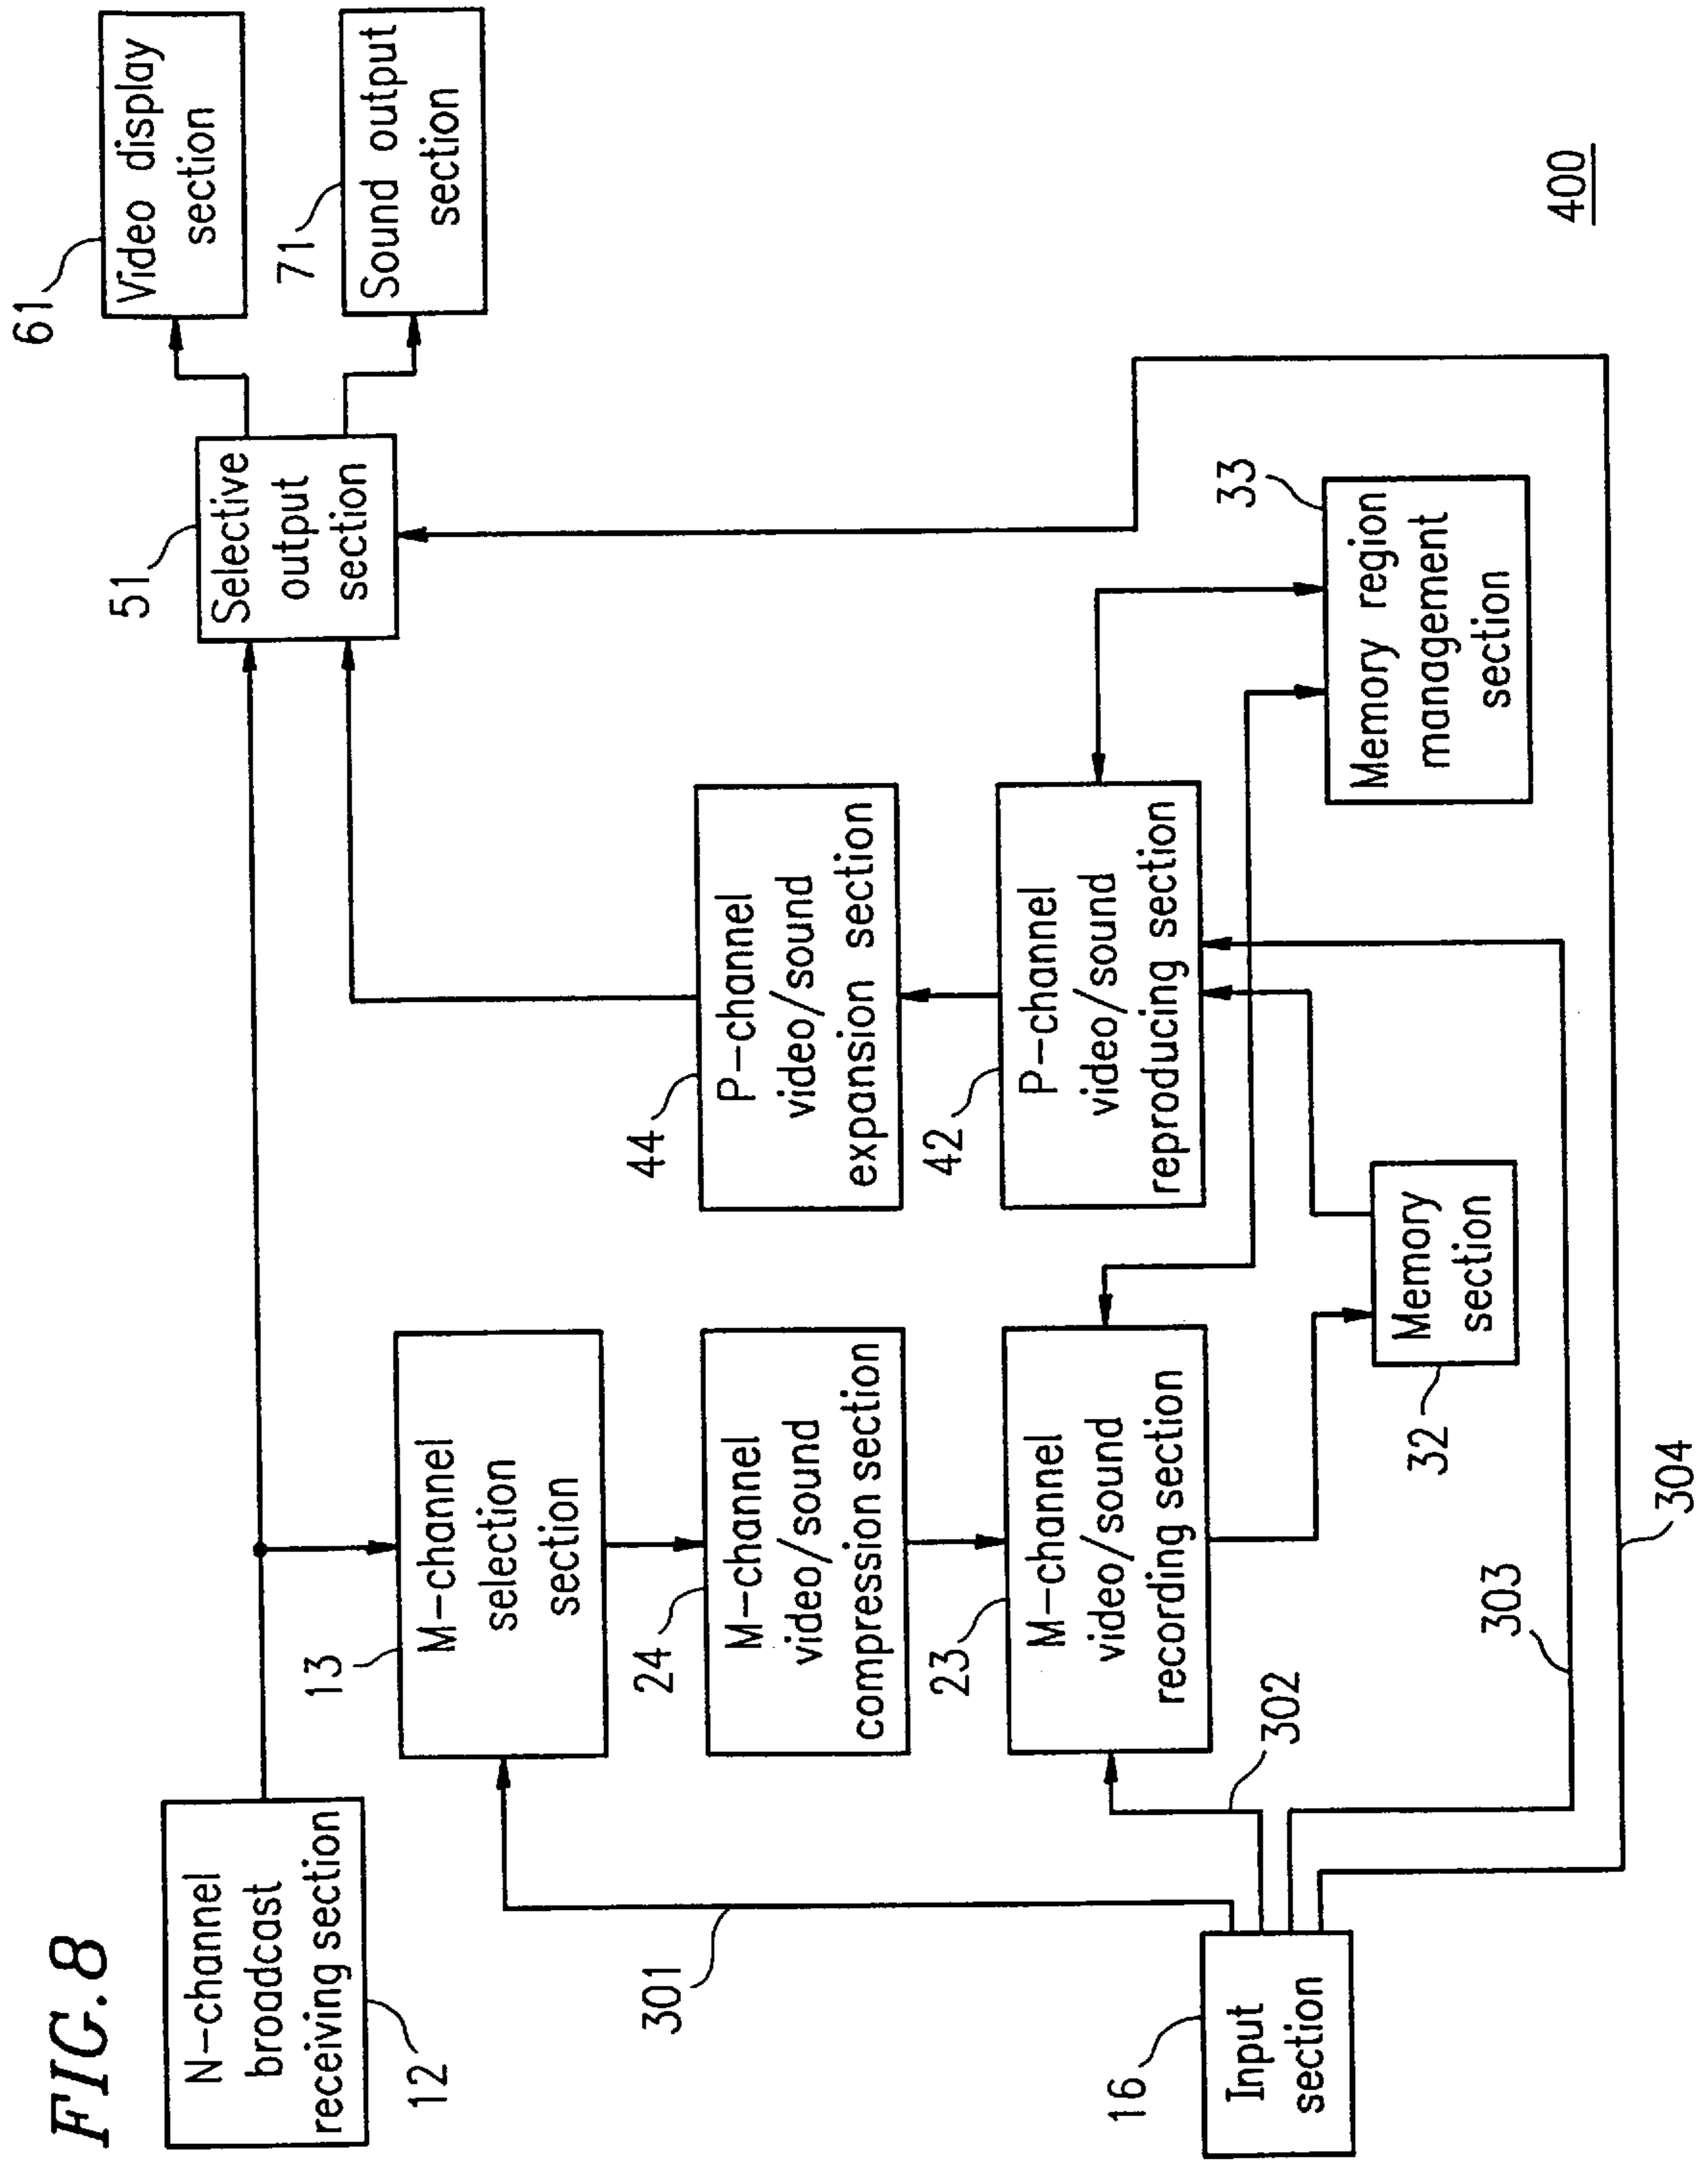 FIG.8
N-channel
broadcast
receiving section
12
M-channel
selection
section
13
M-channel
video/sound
compression section
24
M-channel
video/sound
recording section
23
Input
section
16
301
302
303
304
Memory
section
32
P-channel
video/sound
expansion section
44
P-channel
video/sound
reproducing section
42
Memory region
management
section
33
Selective
output
section
51
Video display
section
61
Sound output
section
71
400